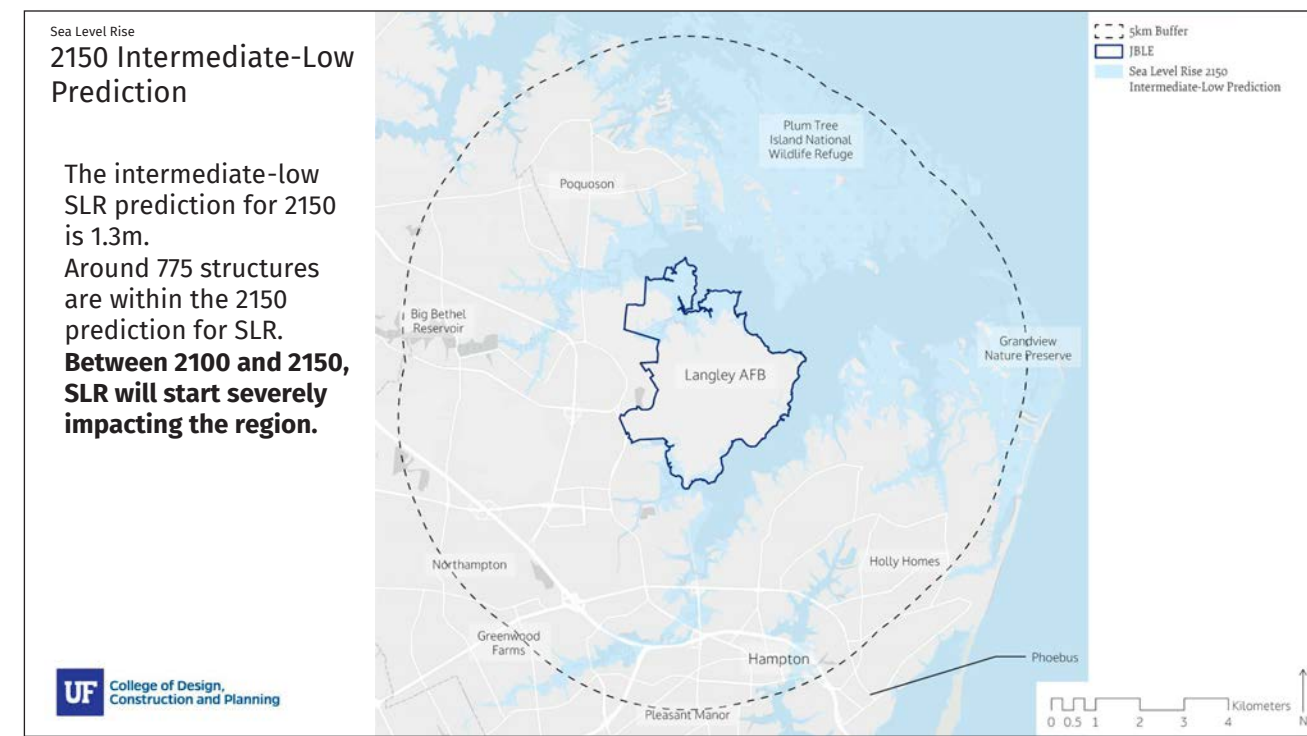 Sea Level Rise
2150 Intermediate-Low
Prediction
The intermediate-low
SLR prediction for 2150
is 1.3m.
Around 775 structures
are within the 2150
prediction for SLR.
Between 2100 and 2150,
SLR will start severely
impacting the region.
UF
College of Design,
Construction and Planning
5km Buffer
JBLE
Sea Level Rise 2150
Intermediate-Low Prediction
Plum Tree
Island National
Wildlife Refuge
Poquoson
Big Bethel
Reservoir
Grandview
Nature Preserve
Langley AFB
Northampton
Holly Homes
Greenwood
Farms
Hampton
Phoebus
Pleasant Manor
Kilometers
0 0.5 1 2 3 4
N